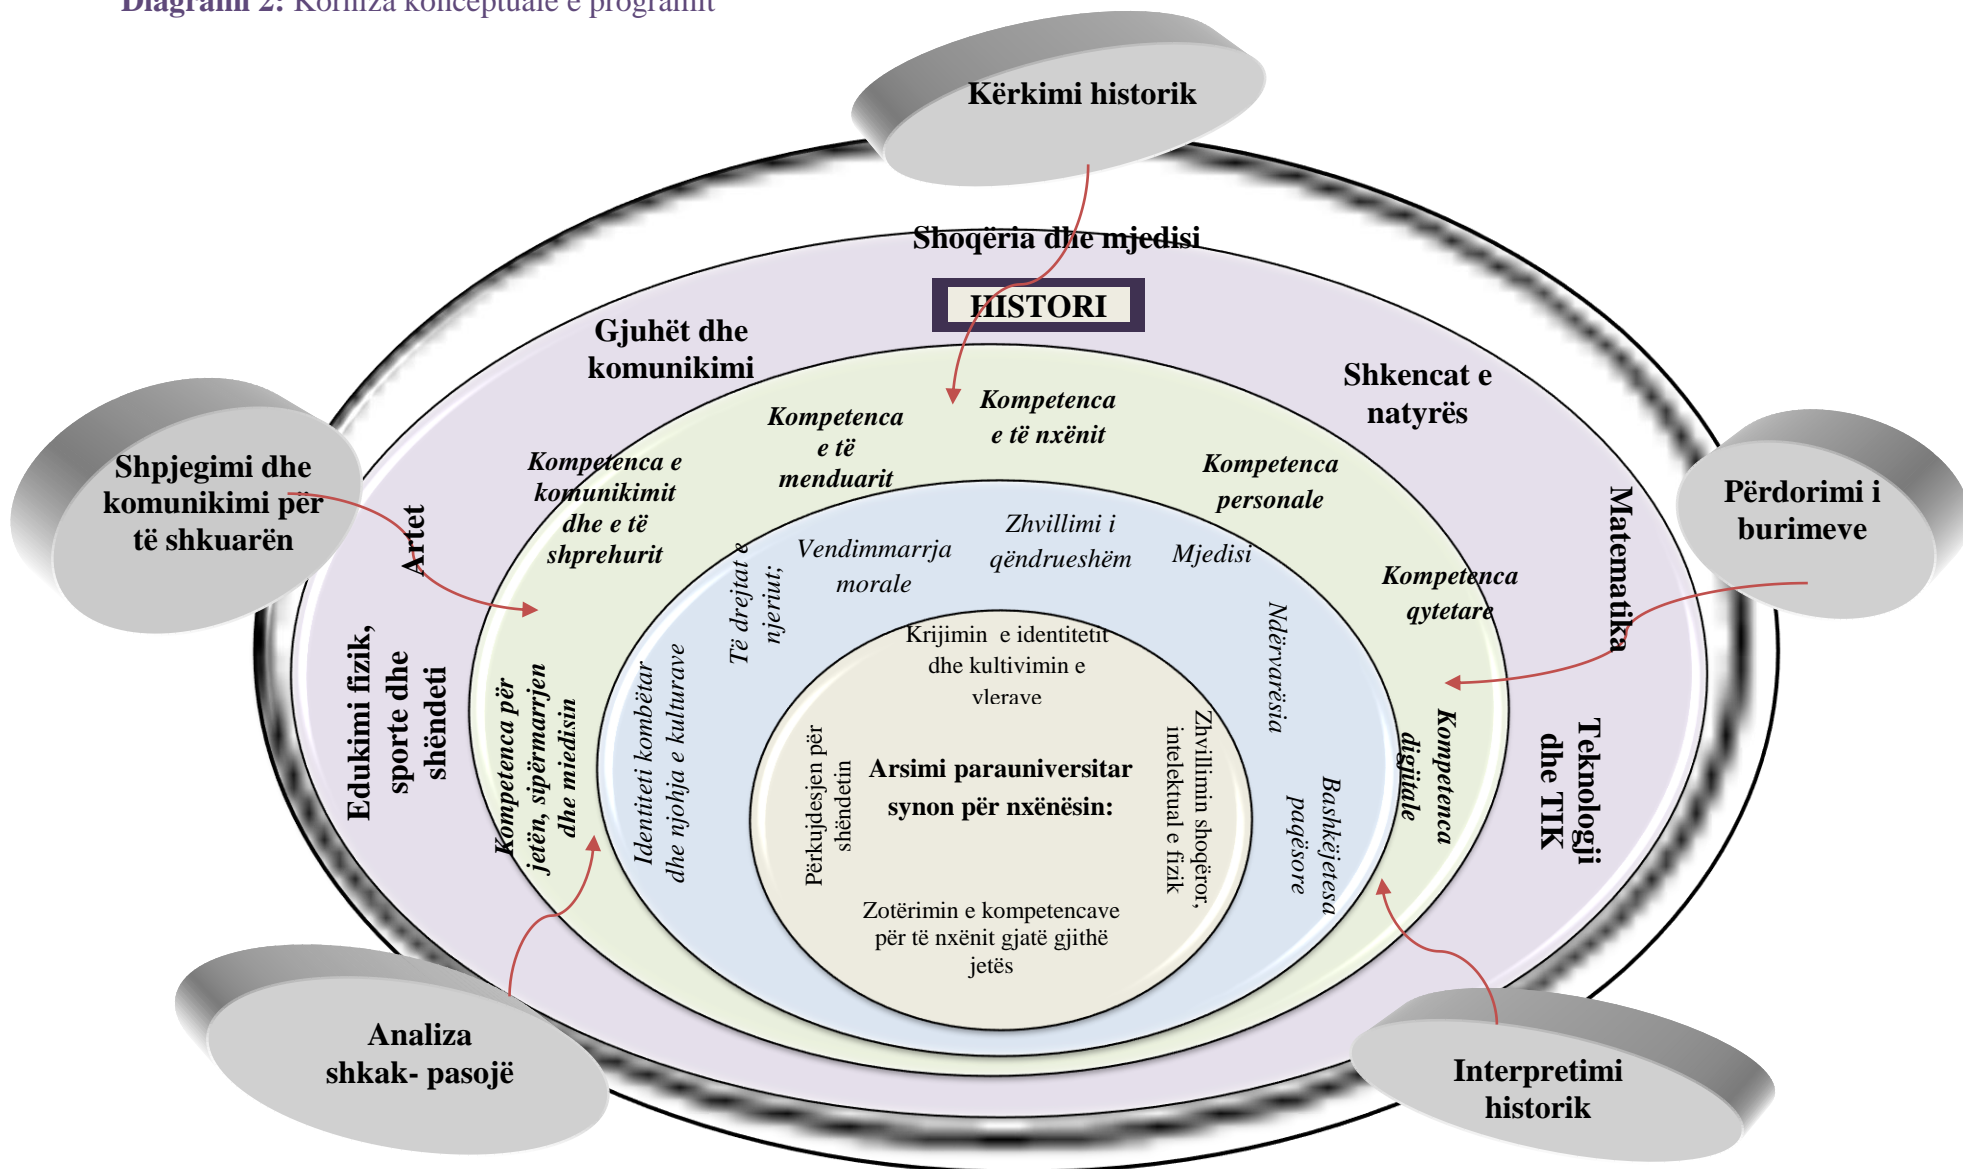 Diagrami 2: Korniza konceptuale e programit
Kërkimi historik
Shoqëria dhe mjedisi
HISTORI
Gjuhët dhe
komunikimi
Shkencat e
natyrës
Shpjegimi dhe
komunikimi për
të shkuarën
Përdorimi i
burimeve
Artet
Matematika
Edukimi fizik,
sporte dhe
shëndeti
Teknologji
dhe TIK
Kompetenca e
komunikimit
dhe e të
shprehurit
Kompetenca
e të
menduarit
Kompetenca
e të nxënit
Kompetenca
personale
Kompetenca
qytetare
Kompetenca
digjitale
Kompetenca për
jetën, sipërmarrjen
dhe mjedisin
Identiteti kombëtar
dhe njohja e kulturave
Të drejtat e
njeriut;
Vendimmarrja
morale
Zhvillimi i
qëndrueshëm
Mjedisi
Ndërvarësia
Bashkëjetesa
paqësore
Krijimin e identitetit
dhe kultivimin e
vlerave
Përkujdesjen për
shëndetin
Arsimi parauniversitar
synon për nxënësin:
Zhvillimin shoqëror,
intelektual e fizik
Zotërimin e kompetencave
për të nxënit gjatë gjithë
jetës
Analiza
shkak- pasojë
Interpretimi
historik